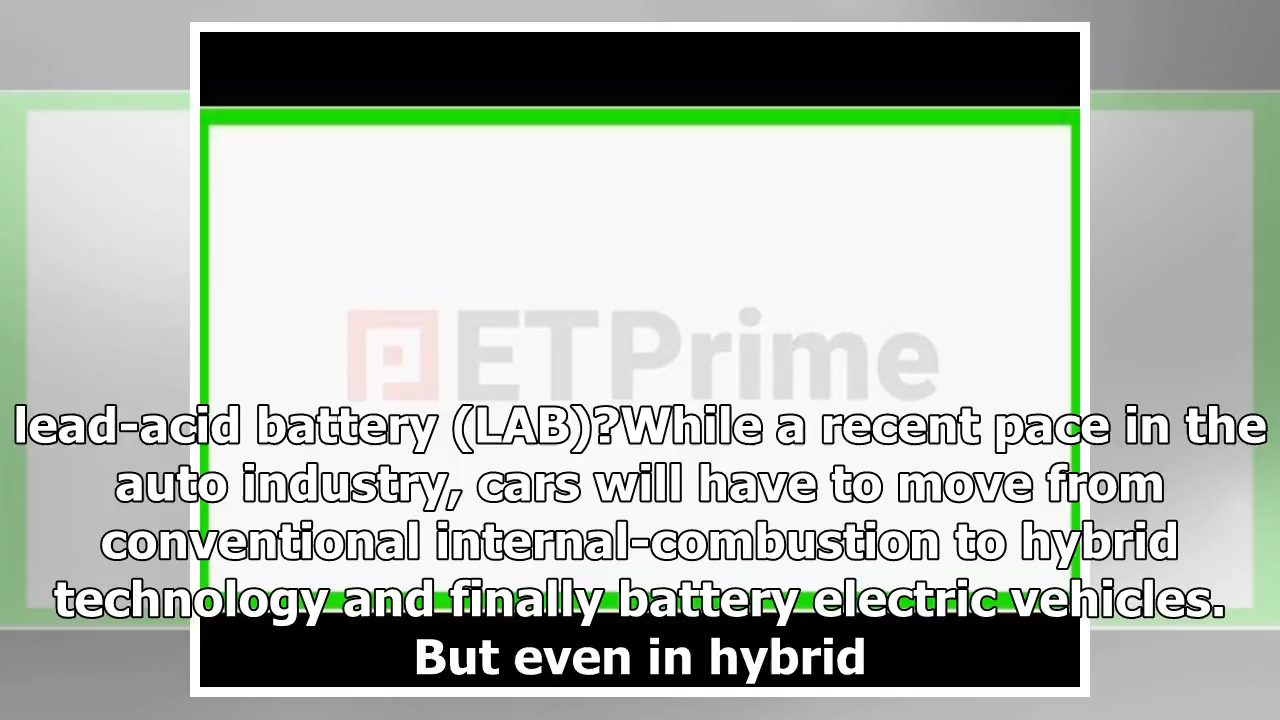 ETPrime
lead-acid battery (LAB)?While a recent pace in the
auto industry, cars will have to move from
conventional internal-combustion to hybrid
technology and finally battery electric vehicles.
But even in hybrid